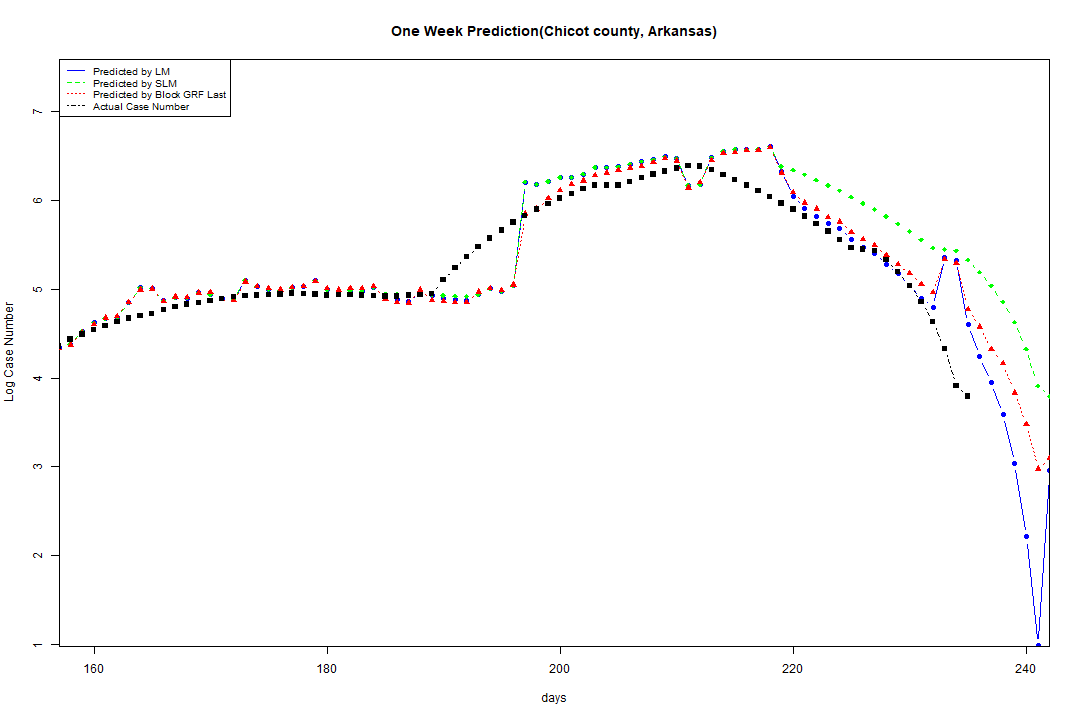 One Week Prediction(Chicot county, Arkansas)
Predicted by LM
Predicted by SLM
Predicted by Block GRF Last
Actual Case Number
Log Case Number
7
6
5
4
3
2
1
160 180 200 220 240
days